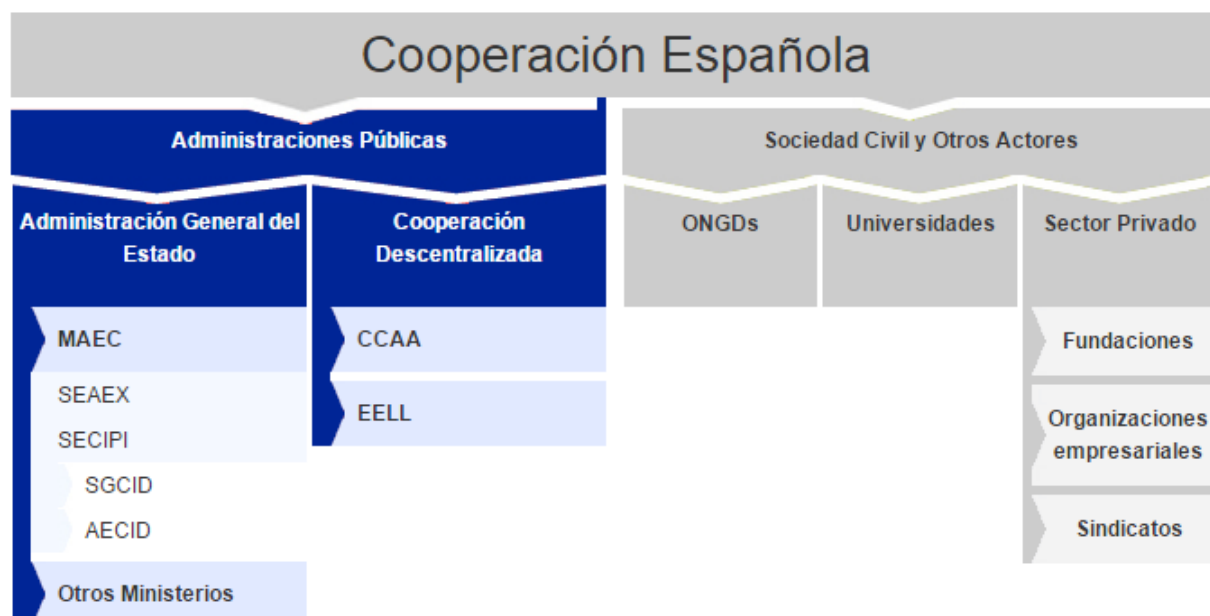 Cooperación Española
Administraciones Públicas
Sociedad Civil y Otros Actores
Administración General del
Estado
Cooperación
Descentralizada
ONGDs
Universidades
Sector Privado
MAEC
SEAEX
SECIPI
SGCID
AECID
Otros Ministerios
CCAA
EELL
Fundaciones
Organizaciones
empresariales
Sindicatos